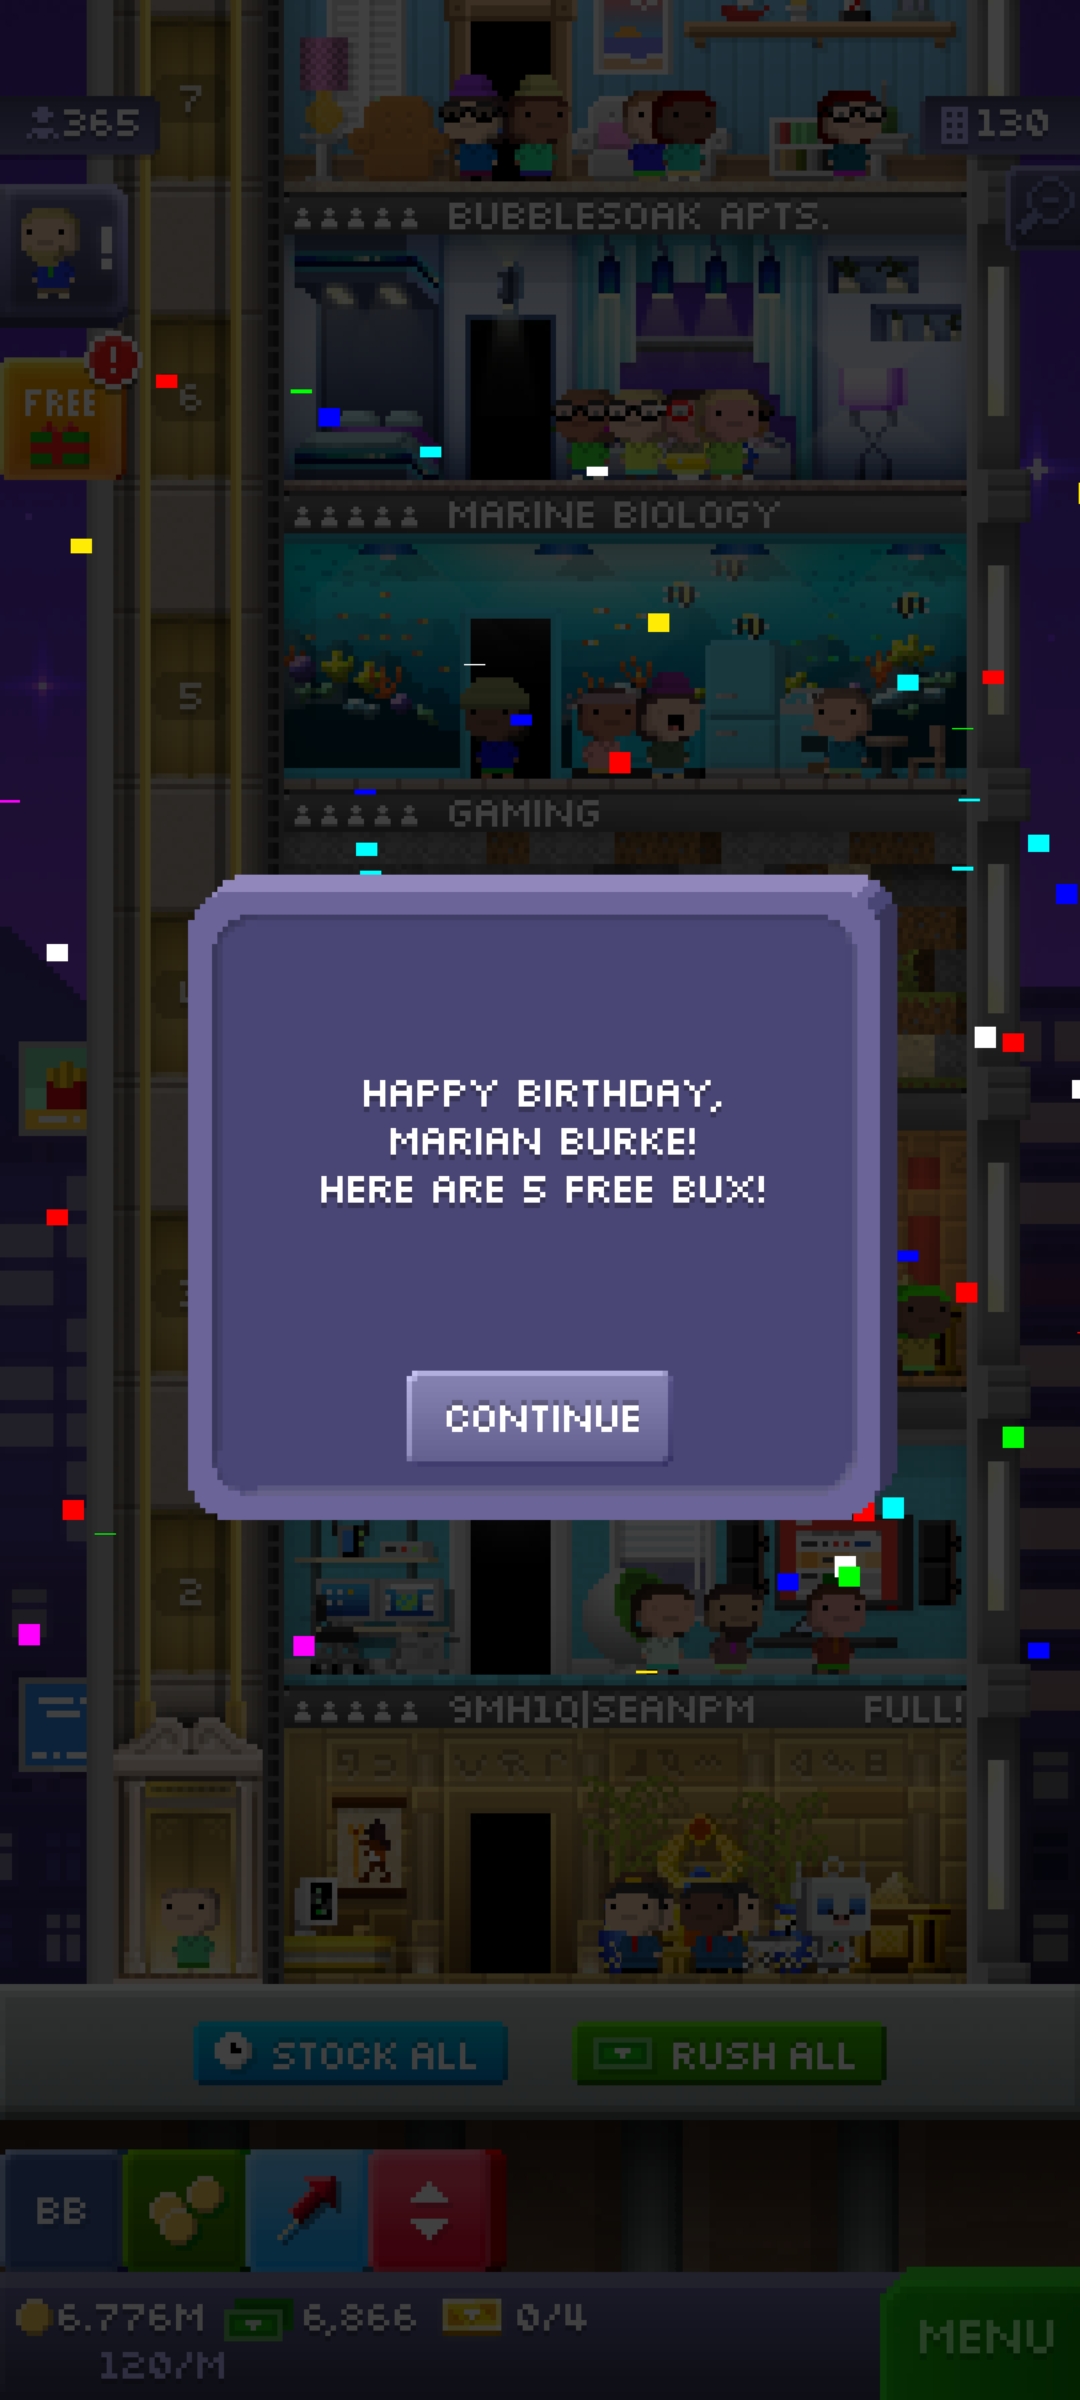 7
365
130
BUBBLESOAK APTS.
!
!
FREE
6
MARINE BIOLOGY
5
GAMING
HAPPY BIRTHDAY,
MARIAN BURKE!
HERE ARE 5 FREE BUX!
CONTINUE
2
9MH1Q|SEANPM FULL!
STOCK ALL
RUSH ALL
BB
6.776M 6,866 0/4
120/M
MENU